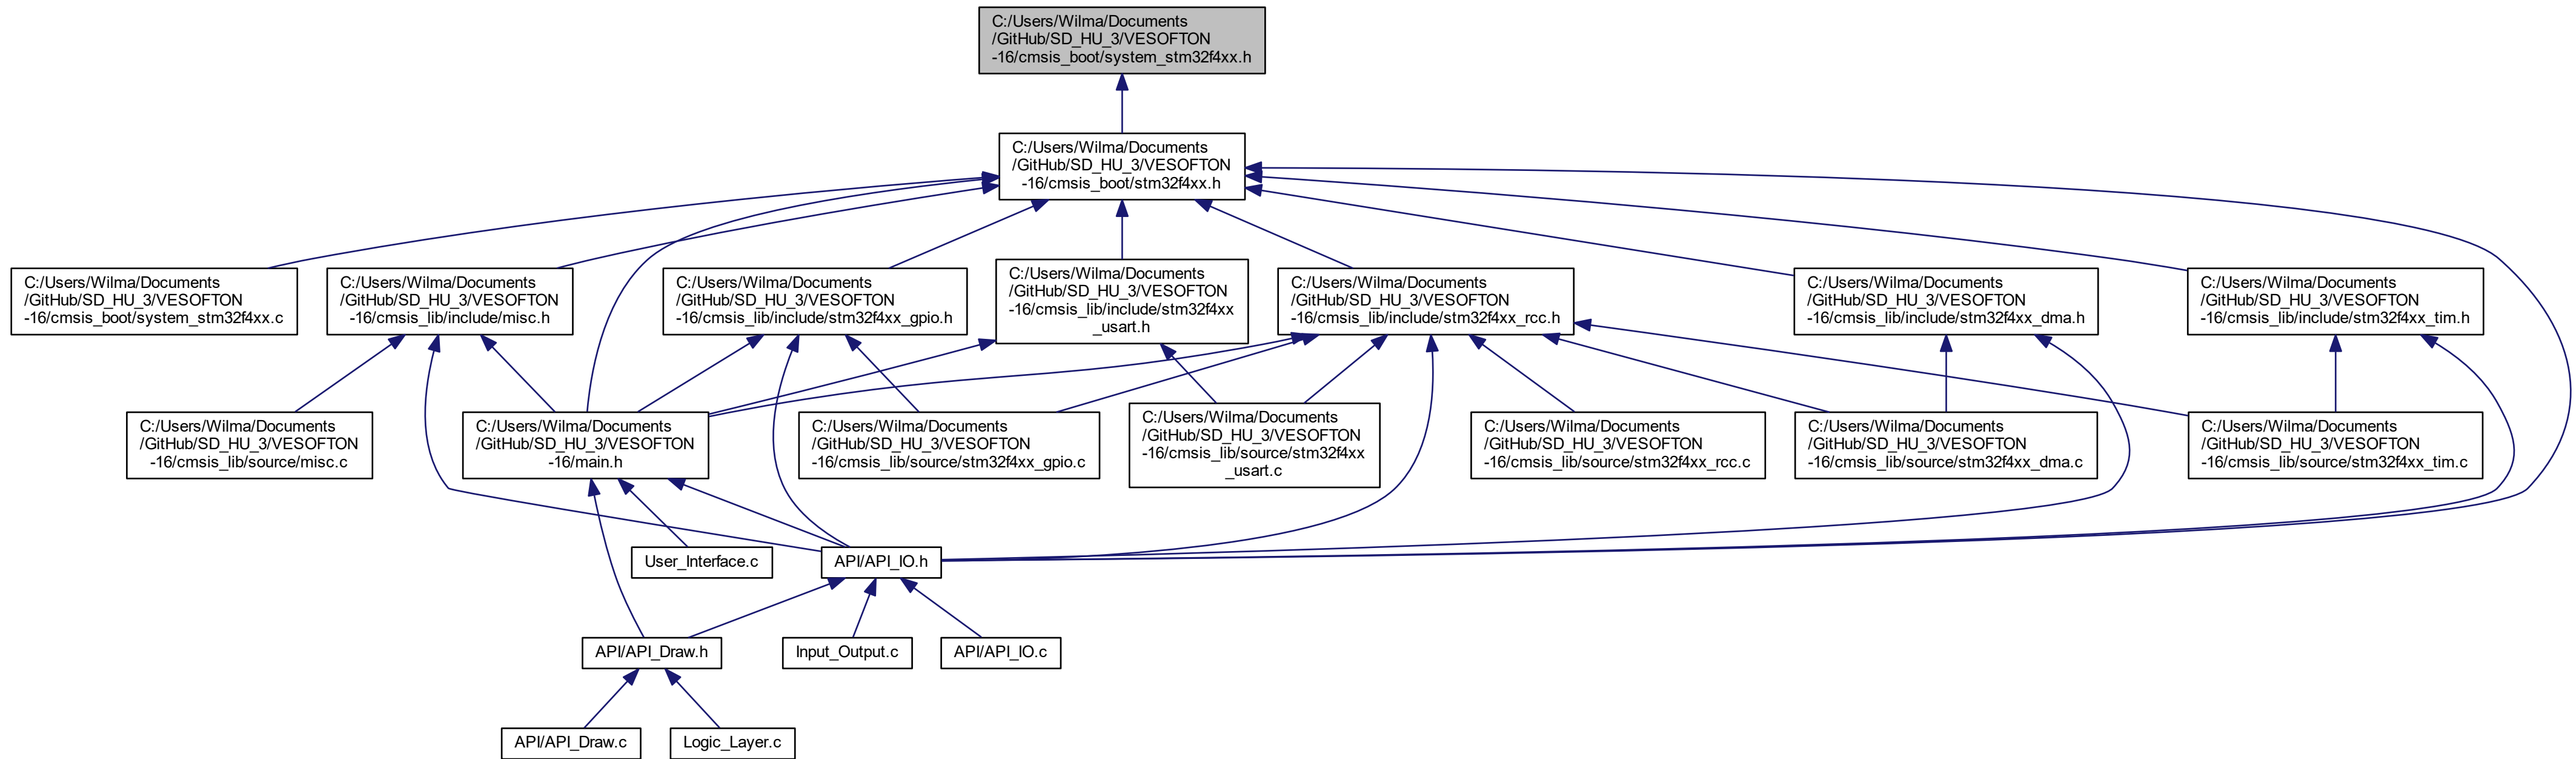 C:/Users/Wilma/Documents
/GitHub/SD_HU_3/VESOFTON
-16/cmsis_boot/system_stm32f4xx.h
C:/Users/Wilma/Documents
/GitHub/SD_HU_3/VESOFTON
-16/cmsis_boot/stm32f4xx.h
C:/Users/Wilma/Documents
/GitHub/SD_HU_3/VESOFTON
-16/cmsis_boot/system_stm32f4xx.c
C:/Users/Wilma/Documents
/GitHub/SD_HU_3/VESOFTON
-16/cmsis_lib/include/misc.h
C:/Users/Wilma/Documents
/GitHub/SD_HU_3/VESOFTON
-16/cmsis_lib/include/stm32f4xx_gpio.h
C:/Users/Wilma/Documents
/GitHub/SD_HU_3/VESOFTON
-16/cmsis_lib/include/stm32f4xx
_usart.h
C:/Users/Wilma/Documents
/GitHub/SD_HU_3/VESOFTON
-16/cmsis_lib/include/stm32f4xx_rcc.h
C:/Users/Wilma/Documents
/GitHub/SD_HU_3/VESOFTON
-16/cmsis_lib/include/stm32f4xx_dma.h
C:/Users/Wilma/Documents
/GitHub/SD_HU_3/VESOFTON
-16/cmsis_lib/include/stm32f4xx_tim.h
C:/Users/Wilma/Documents
/GitHub/SD_HU_3/VESOFTON
-16/cmsis_lib/source/misc.c
C:/Users/Wilma/Documents
/GitHub/SD_HU_3/VESOFTON
-16/main.h
C:/Users/Wilma/Documents
/GitHub/SD_HU_3/VESOFTON
-16/cmsis_lib/source/stm32f4xx_gpio.c
C:/Users/Wilma/Documents
/GitHub/SD_HU_3/VESOFTON
-16/cmsis_lib/source/stm32f4xx
_usart.c
C:/Users/Wilma/Documents
/GitHub/SD_HU_3/VESOFTON
-16/cmsis_lib/source/stm32f4xx_rcc.c
C:/Users/Wilma/Documents
/GitHub/SD_HU_3/VESOFTON
-16/cmsis_lib/source/stm32f4xx_dma.c
C:/Users/Wilma/Documents
/GitHub/SD_HU_3/VESOFTON
-16/cmsis_lib/source/stm32f4xx_tim.c
User_Interface.c
API/API_IO.h
API/API_Draw.h
Input_Output.c
API/API_IO.c
API/API_Draw.c
Logic_Layer.c